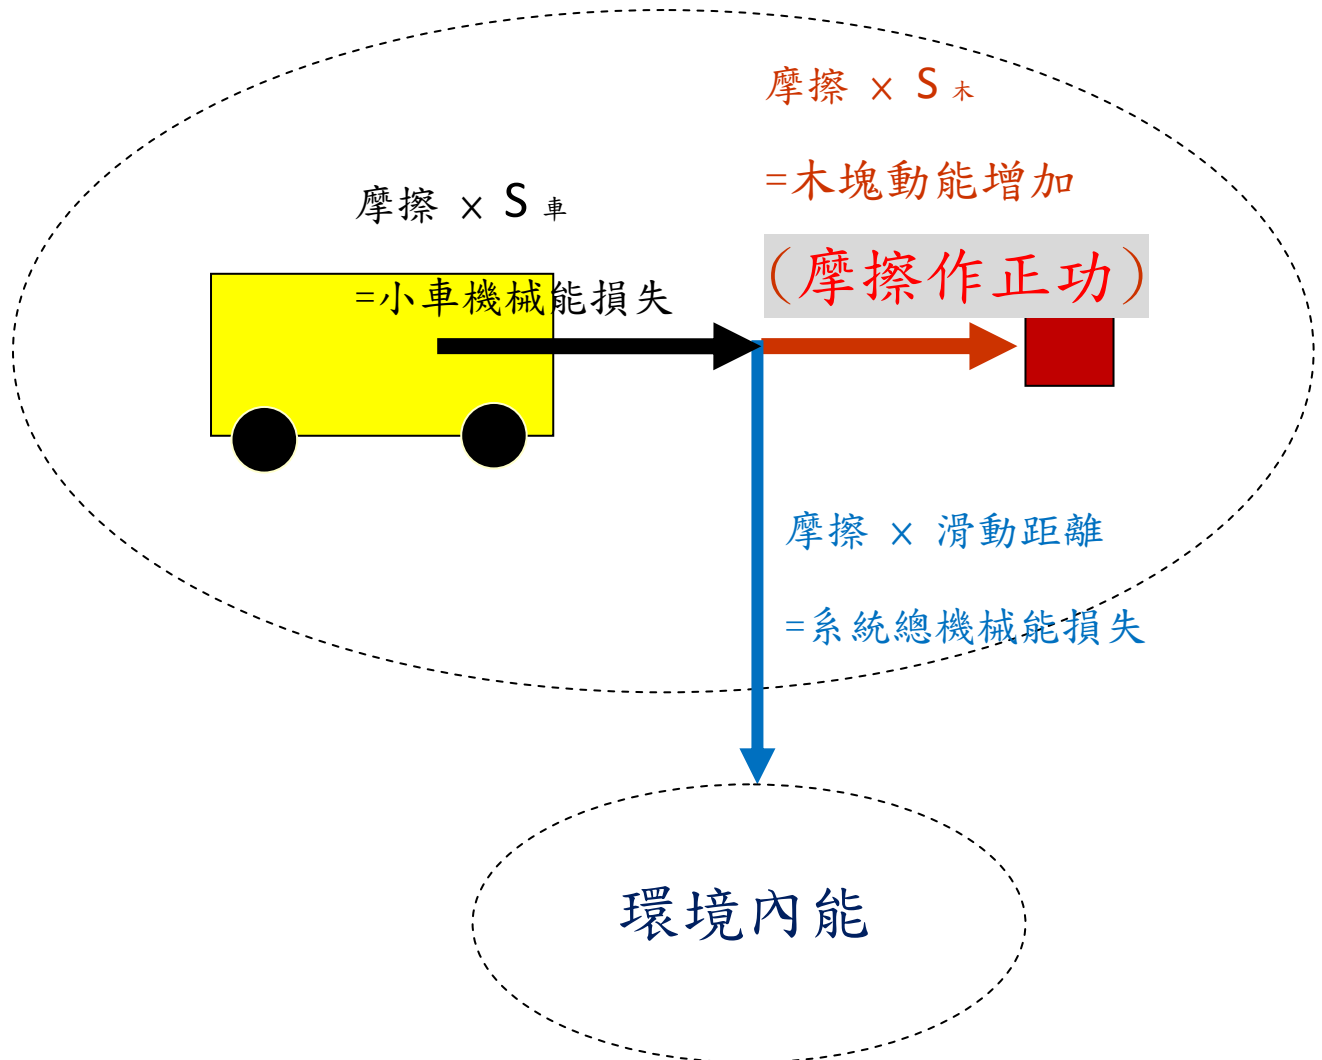 摩擦 × S 木
=木塊動能增加
(摩擦作正功)
摩擦 × S 車
=小車機械能損失
摩擦 × 滑動距離
=系統總機械能損失
環境內能